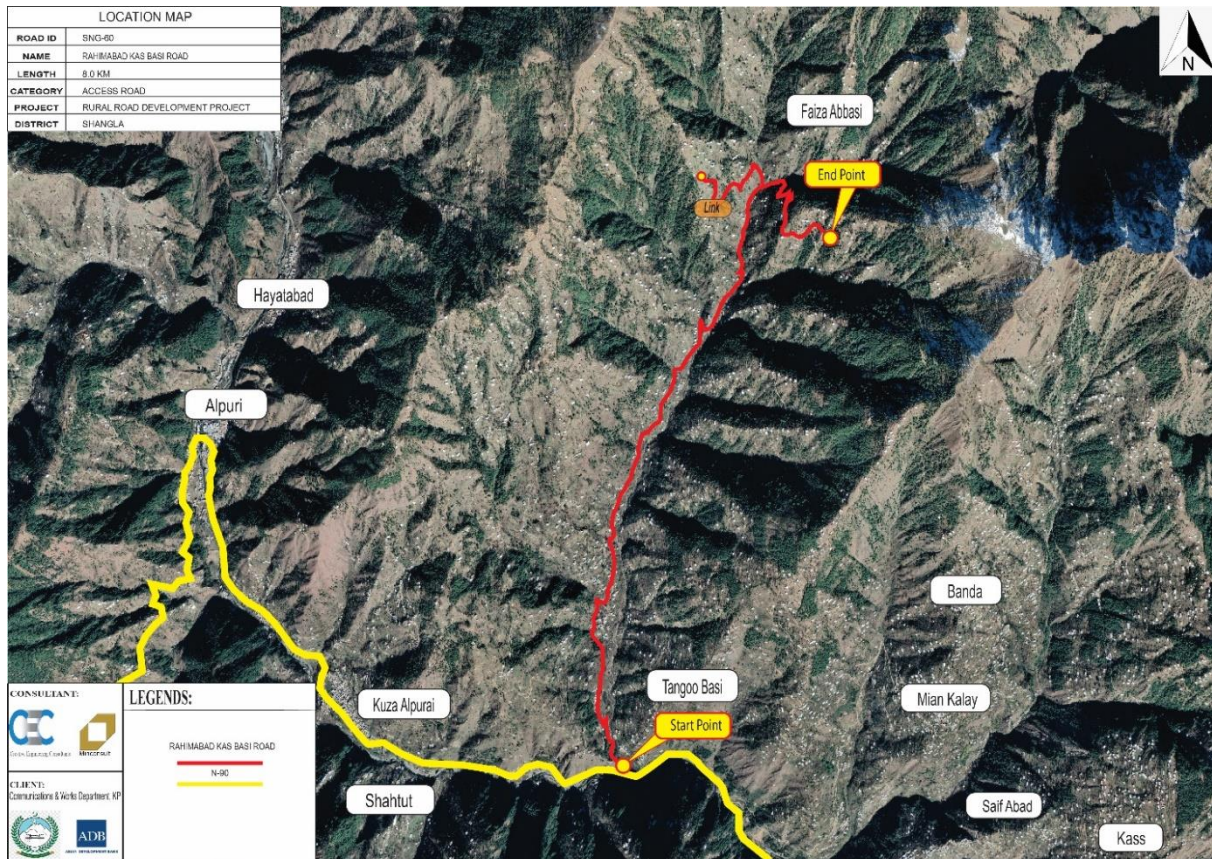 LOCATION MAP
ROAD ID SNG-60
NAME RAHIMABAD KAS BASI ROAD
LENGTH 8.0 KM
CATEGORY ACCESS ROAD
PROJECT RURAL ROAD DEVELOPMENT PROJECT
DISTRICT SHANGLA
N
Faiza Abbasi
End Point
Link
Hayatabad
Alpuri
Banda
Tangoo Basi
Mian Kalay
Kuza Alpurai
Start Point
Shahtut
Saif Abad
Kass
CONSULTANT:
CEC
Minconsult
CLIENT:
Communications & Works Department, KP
ADB
LEGENDS:
RAHIMABAD KAS BASI ROAD
N-90